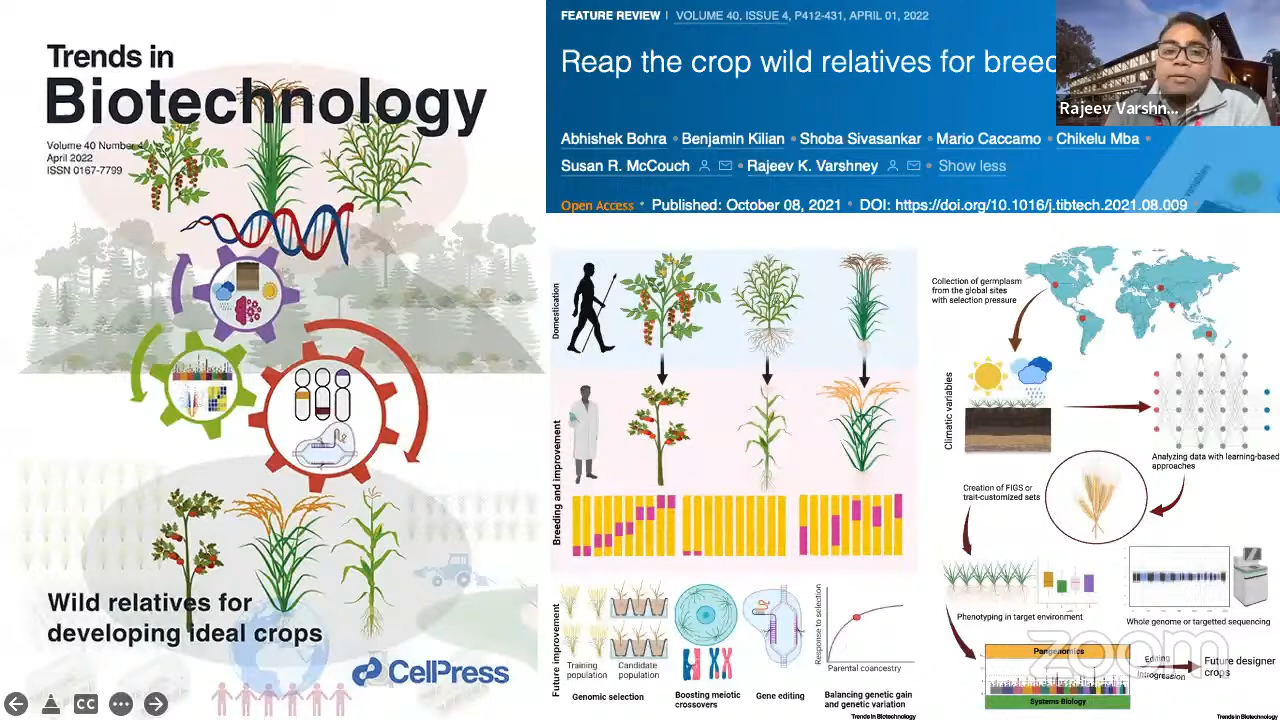 Trends in
Biotechnology
Volume 40 Number 4
April 2022
ISSN 0167-7799
Wild relatives for
developing ideal crops
CellPress
CC
FEATURE REVIEW | VOLUME 40, ISSUE 4, P412-431, APRIL 01, 2022
Reap the crop wild relatives for breed
Abhishek Bohra • Benjamin Kilian • Shoba Sivasankar • Mario Caccamo • Chikelu Mba •
Susan R. McCouch • Rajeev K. Varshney • Show less
Open Access • Published: October 08, 2021 • DOI: https://doi.org/10.1016/j.tibtech.2021.08.009
Rajeev Varshn...
Domestication
Breeding and improvement
Future improvement
Training
population
Candidate
population
Genomic selection
Boosting meiotic
crossovers
Gene editing
Response to selection
Parental coancestry
Balancing genetic gain
and genetic variation
Trends in Biotechnology
Collection of germplasm
from the global sites
with selection pressure
Climatic variables
Analyzing data with learning-based
approaches
Creation of FIGS or
trait-customized sets
Phenotyping in target environment
Whole genome or targetted sequencing
Pangenomics
Systems Biology
Editing
Introgression
Future designer
crops
zoom
Trends in Biotechnology